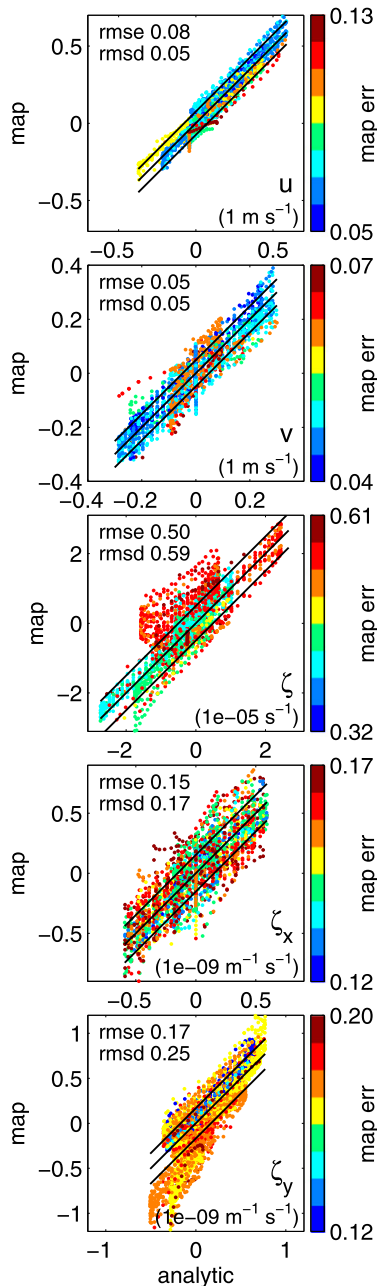 rmse 0.08
rmsd 0.05
0.5
0
−0.5
map
u
(1 m s⁻¹)
−0.5 0 0.5
0.13
map err
0.05
rmse 0.05
rmsd 0.05
0.4
0.2
0
−0.2
−0.4
map
v
(1 m s⁻¹)
−0.4 −0.2 0 0.2
0.07
map err
0.04
rmse 0.50
rmsd 0.59
2
0
−2
map
ζ
(1e−05 s⁻¹)
−2 0 2
0.61
map err
0.32
rmse 0.15
rmsd 0.17
0.5
0
−0.5
map
ζx
(1e−09 m⁻¹ s⁻¹)
−0.5 0 0.5
0.17
map err
0.12
rmse 0.17
rmsd 0.25
1
0.5
0
−0.5
−1
map
ζy
(1e−09 m⁻¹ s⁻¹)
−1 0 1
analytic
0.20
map err
0.12